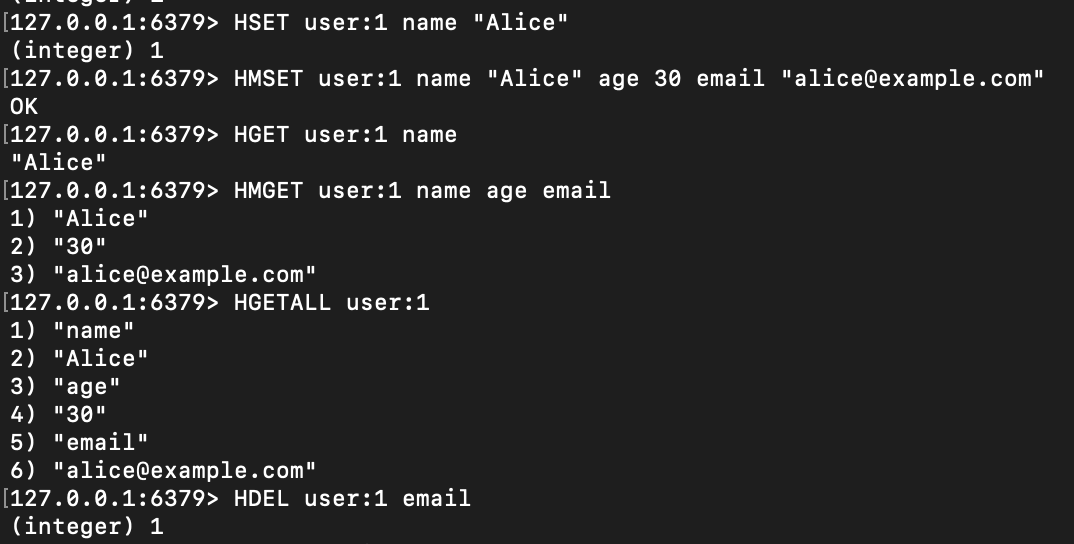 [127.0.0.1:6379> HSET user:1 name "Alice"
(integer) 1
[127.0.0.1:6379> HMSET user:1 name "Alice" age 30 email "alice@example.com"
OK
[127.0.0.1:6379> HGET user:1 name
"Alice"
[127.0.0.1:6379> HMGET user:1 name age email
1) "Alice"
2) "30"
3) "alice@example.com"
[127.0.0.1:6379> HGETALL user:1
1) "name"
2) "Alice"
3) "age"
4) "30"
5) "email"
6) "alice@example.com"
[127.0.0.1:6379> HDEL user:1 email
(integer) 1